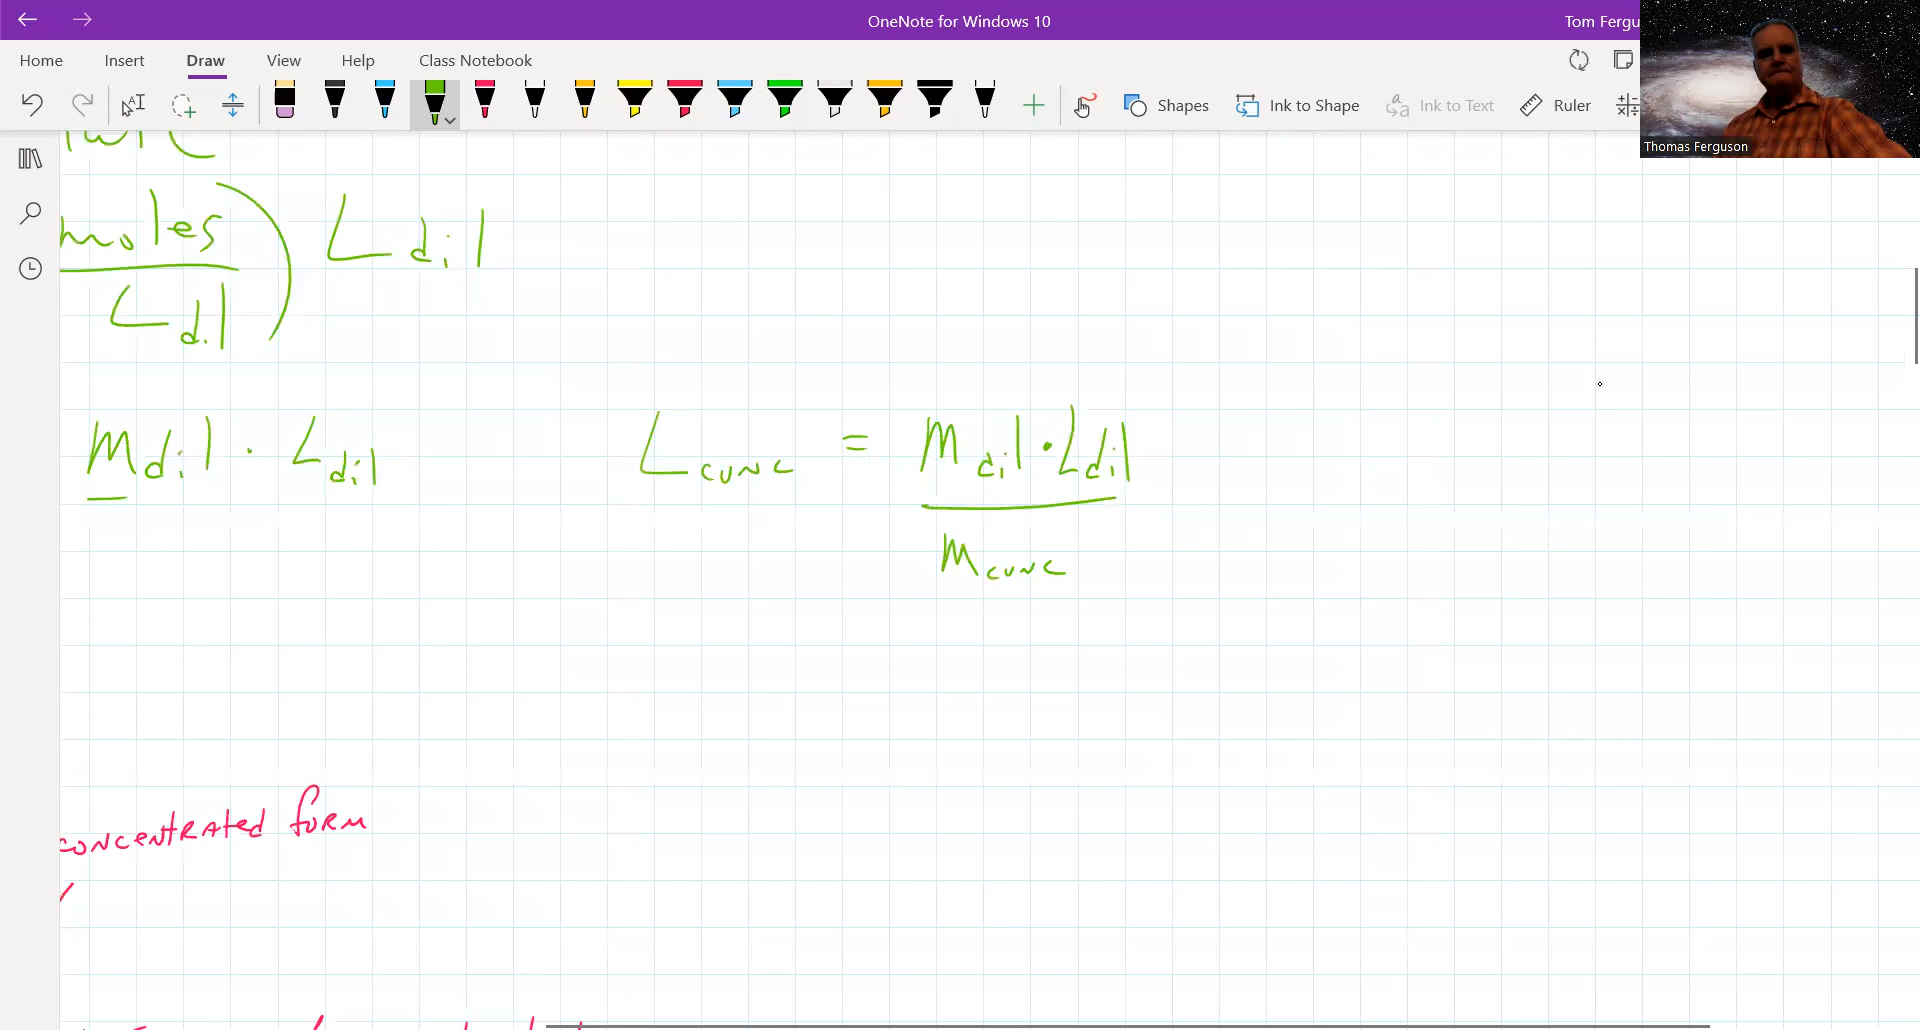 OneNote for Windows 10
Tom Fergu
Home Insert Draw View Help Class Notebook
Shapes Ink to Shape Ink to Text Ruler
Thomas Ferguson
moles
L dil
) L dil
M dil · L dil
L conc = M dil · L dil
M conc
concentrated form